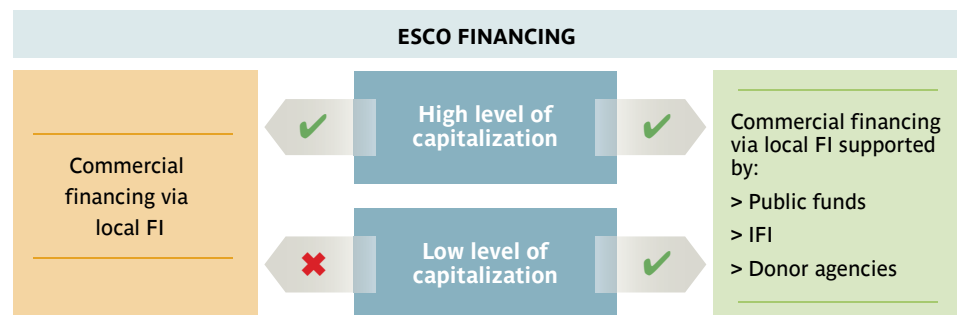 ESCO FINANCING
Commercial
financing via
local FI
High level of
capitalization
Low level of
capitalization
Commercial financing
via local FI supported
by:
> Public funds
> IFI
> Donor agencies